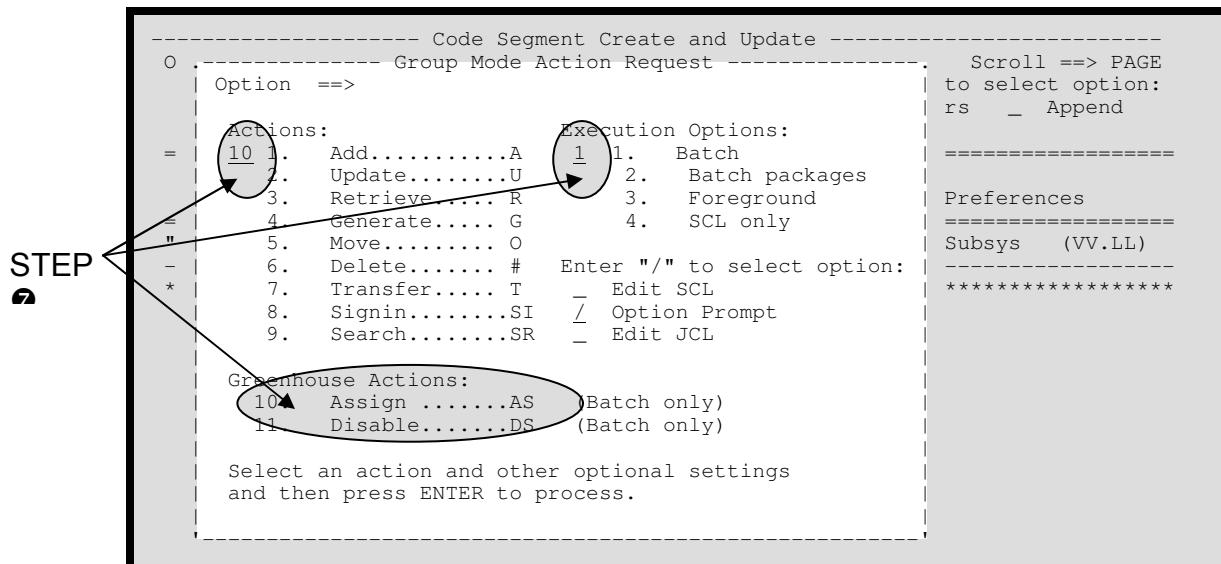 --------------------- Code Segment Create and Update --------------------------
O .-------------- Group Mode Action Request ---------------. Scroll ==> PAGE
Option ==> to select option:
rs _ Append
Actions: Execution Options:
= 10 1. Add...........A 1 1. Batch ==================
2. Update........U 2. Batch packages
3. Retrieve..... R 3. Foreground Preferences
= 4. Generate..... G 4. SCL only ==================
" 5. Move......... O Subsys (VV.LL)
STEP
- 6. Delete....... # Enter "/" to select option: ------------------
* 7. Transfer..... T _ Edit SCL ******************
❼
8. Signin........SI / Option Prompt
9. Search........SR _ Edit JCL
Greenhouse Actions:
10. Assign .......AS (Batch only)
11. Disable.......DS (Batch only)
Select an action and other optional settings
and then press ENTER to process.
'--------------------------------------------------------'